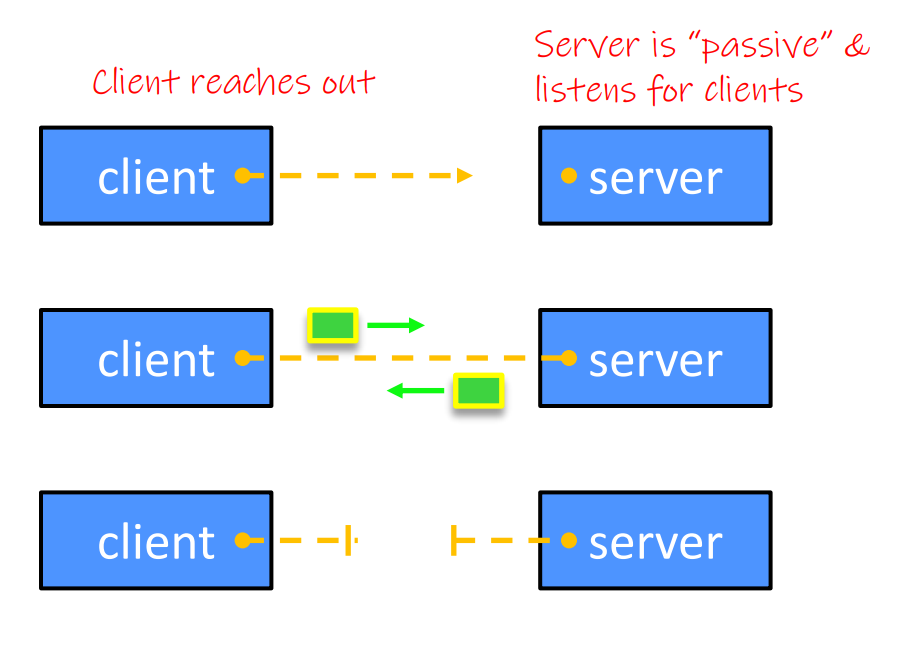 Client reaches out
Server is “passive” &
listens for clients
client
server
client
server
client
server